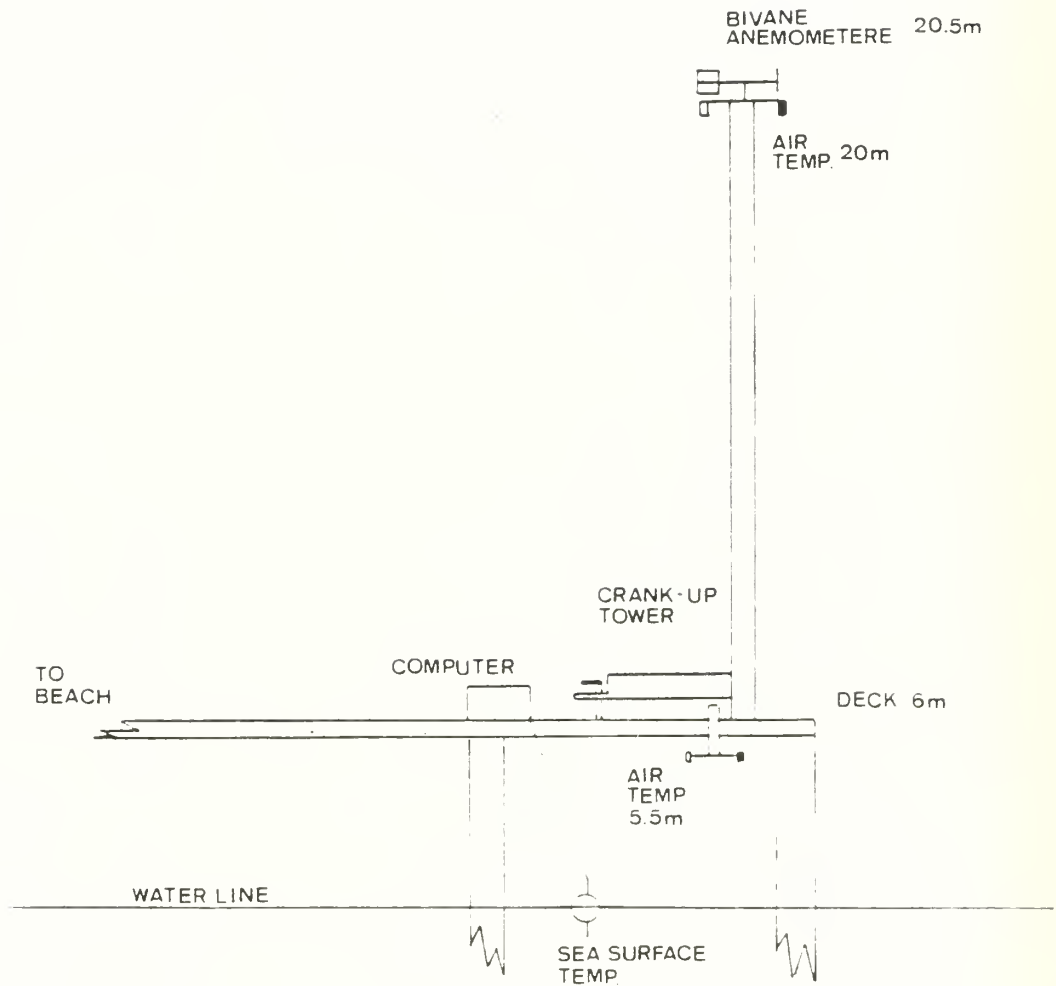 BIVANE
ANEMOMETERE 20.5m
AIR
TEMP. 20m
CRANK-UP
TOWER
TO
BEACH
COMPUTER
DECK 6m
AIR
TEMP
5.5m
WATER LINE
SEA SURFACE
TEMP.